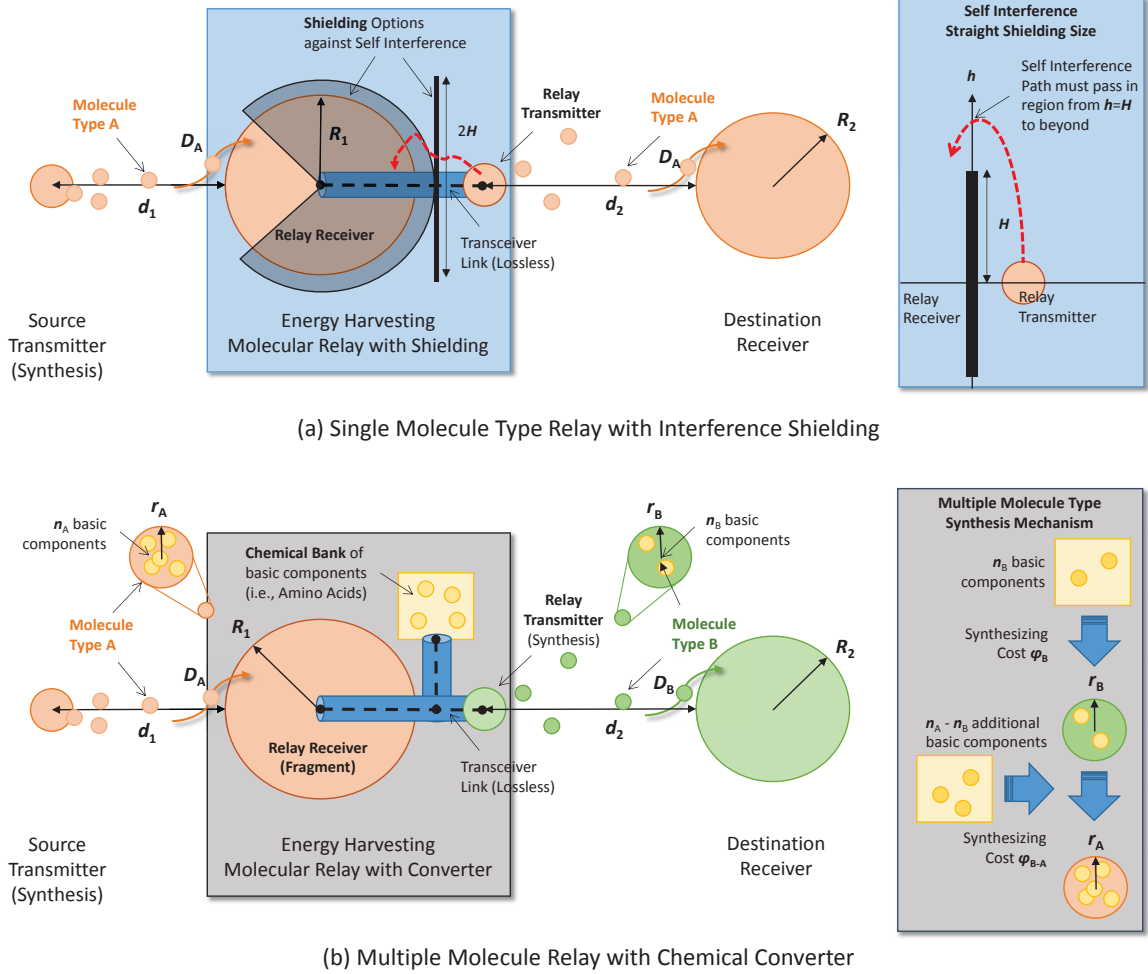 Shielding Options
against Self Interference
Molecule
Type A
D_A
R_1
2H
Relay
Transmitter
Molecule
Type A
D_A
R_2
d_1
d_2
Relay Receiver
Transceiver
Link (Lossless)
Source
Transmitter
(Synthesis)
Energy Harvesting
Molecular Relay with Shielding
Destination
Receiver
Self Interference
Straight Shielding Size
h
Self Interference
Path must pass in
region from h=H
to beyond
H
Relay
Receiver
Relay
Transmitter
(a) Single Molecule Type Relay with Interference Shielding
r_A
n_A basic
components
Molecule
Type A
Chemical Bank of
basic components
(i.e., Amino Acids)
R_1
D_A
d_1
Relay Receiver
(Fragment)
Relay
Transmitter
(Synthesis)
Transceiver
Link (Lossless)
r_B
n_B basic
components
Molecule
Type B
D_B
d_2
R_2
Source
Transmitter
(Synthesis)
Energy Harvesting
Molecular Relay with Converter
Destination
Receiver
Multiple Molecule Type
Synthesis Mechanism
n_B basic
components
Synthesizing
Cost φ_B
r_B
n_A - n_B additional
basic components
Synthesizing
Cost φ_B-A
r_A
(b) Multiple Molecule Relay with Chemical Converter